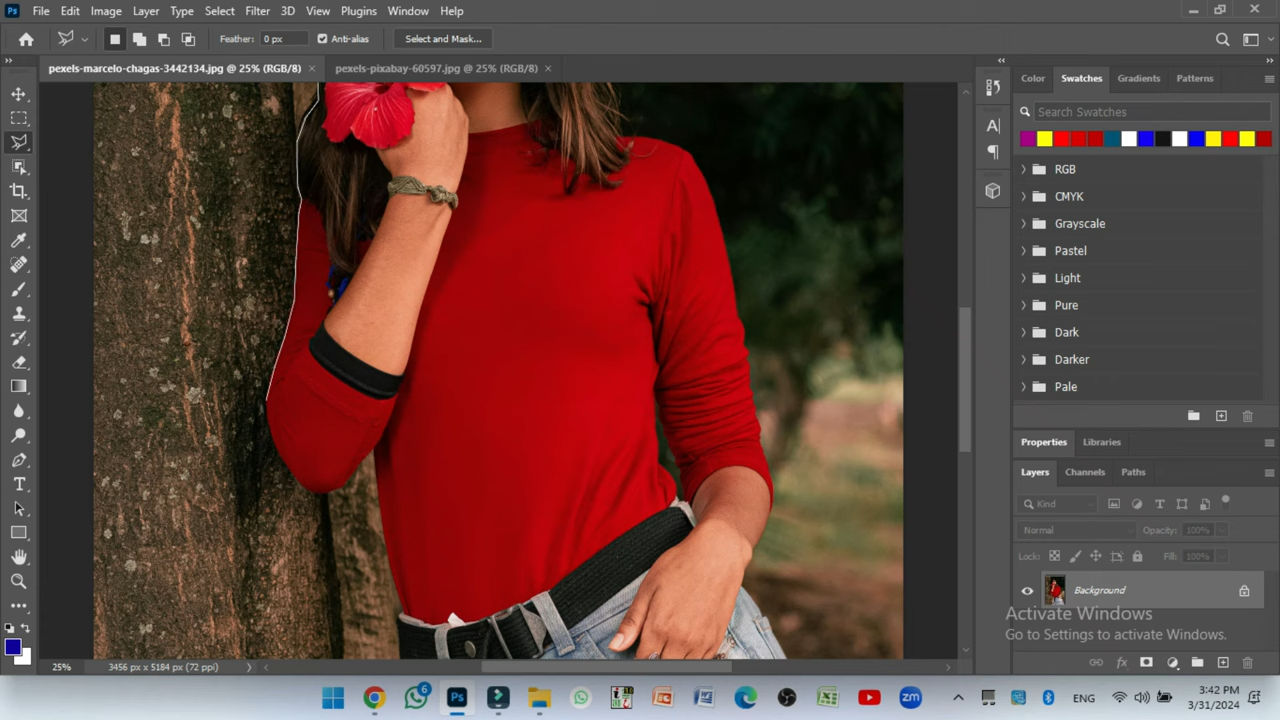 Ps File Edit Image Layer Type Select Filter 3D View Plugins Window Help
Feather: 0 px Anti-alias Select and Mask...
pexels-marcelo-chagas-3442134.jpg @ 25% (RGB/8) × pexels-pixabay-60597.jpg @ 25% (RGB/8) ×
Color Swatches Gradients Patterns
Search Swatches
RGB
CMYK
Grayscale
Pastel
Light
Pure
Dark
Darker
Pale
Properties Libraries
Layers Channels Paths
Kind
Normal Opacity: 100%
Lock: Fill: 100%
Background
Activate Windows
Go to Settings to activate Windows.
25% 3456 px x 5184 px (72 ppi)
6 Ps zm ENG 3:42 PM
3/31/2024